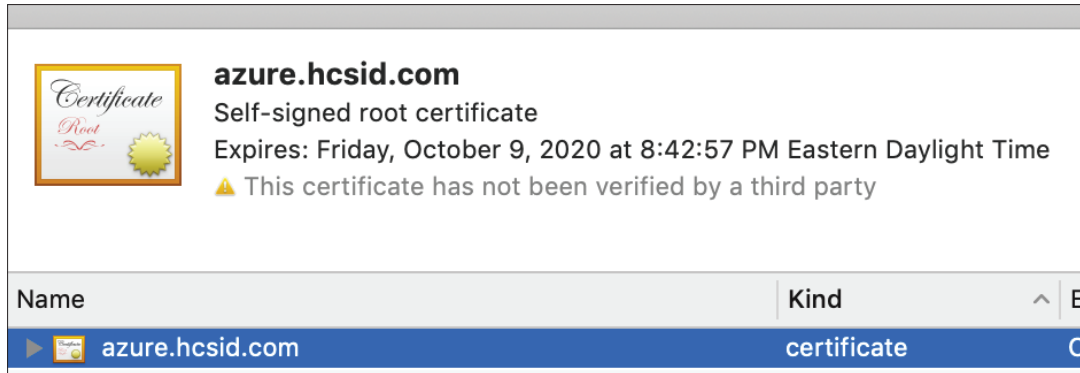 Certificate
Root
azure.hcsid.com
Self-signed root certificate
Expires: Friday, October 9, 2020 at 8:42:57 PM Eastern Daylight Time
This certificate has not been verified by a third party
Name Kind
azure.hcsid.com certificate